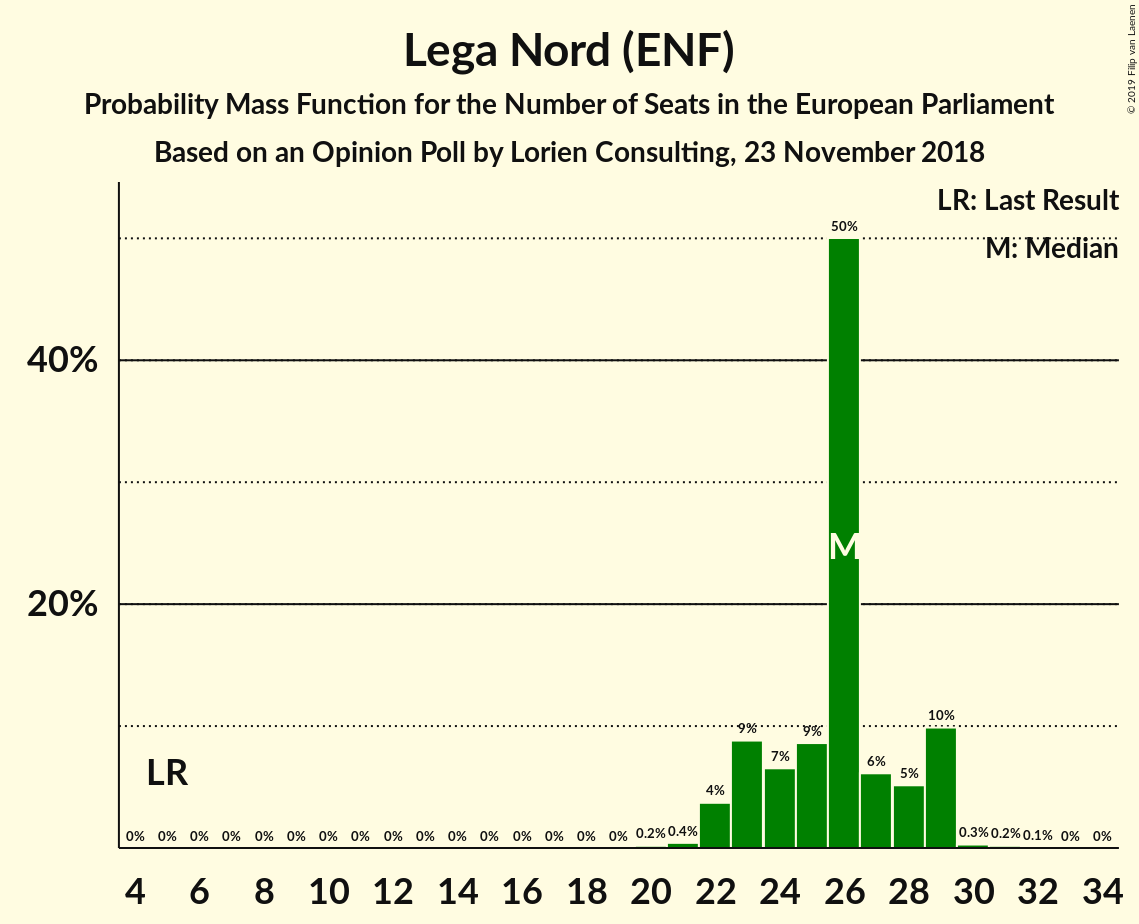 Lega Nord (ENF)
Probability Mass Function for the Number of Seats in the European Parliament
Based on an Opinion Poll by Lorien Consulting, 23 November 2018
© 2019 Filip van Laenen
LR: Last Result
M: Median
50%
40%
M
20%
10%
9%
9%
7%
6%
5%
4%
LR
0% 0% 0% 0% 0% 0% 0% 0% 0% 0% 0% 0% 0% 0% 0% 0% 0.2% 0.4% 0.3% 0.2% 0.1% 0% 0%
4 6 8 10 12 14 16 18 20 22 24 26 28 30 32 34